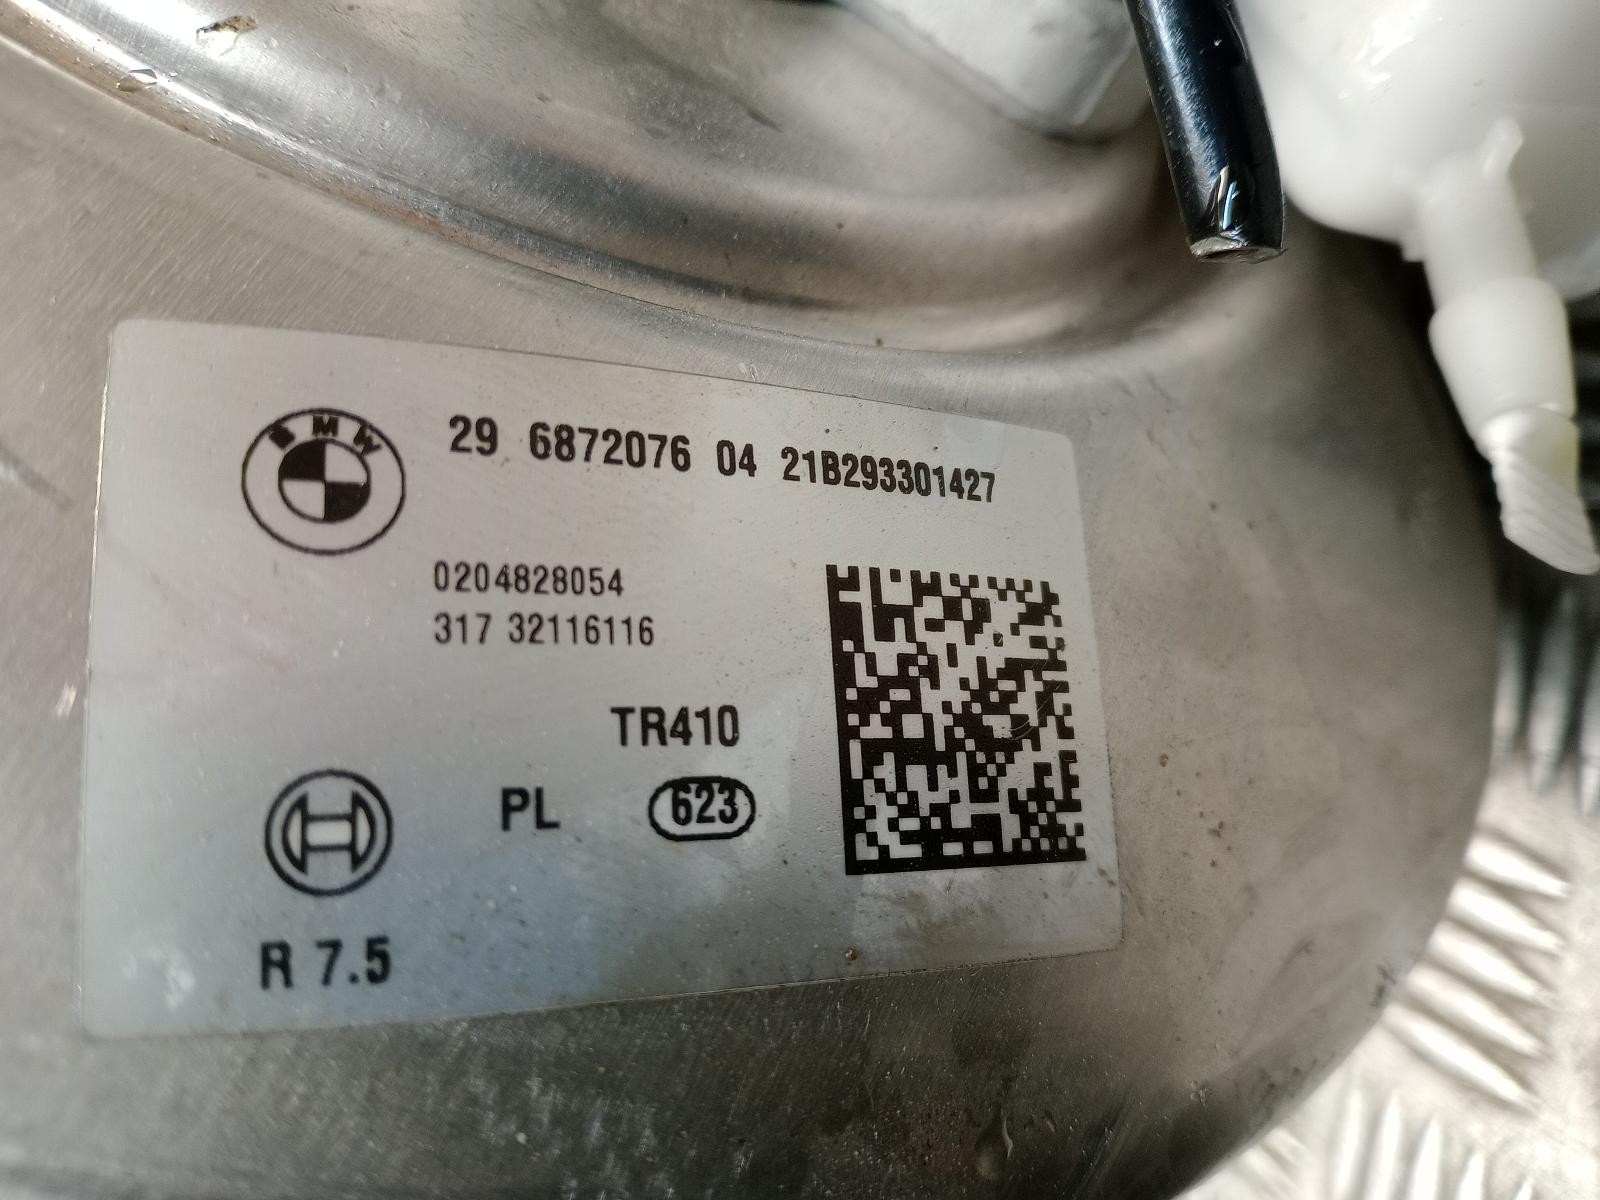 BMW
29 6872076 04 21B293301427
0204828054
317 32116116
TR410
PL 623
R 7.5